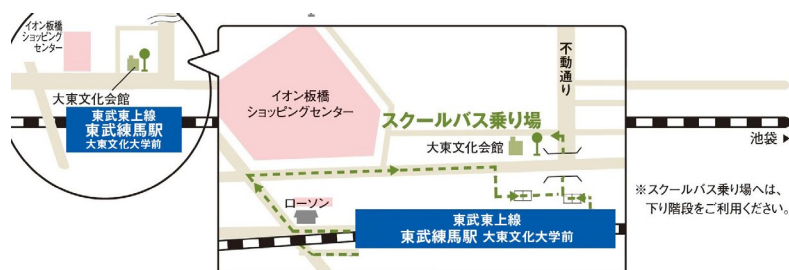 イオン板橋
ショッピング
センター
大東文化会館
東武東上線
東武練馬駅
大東文化大学前
イオン板橋
ショッピングセンター
不動通り
スクールバス乗り場
大東文化会館
ローソン
東武東上線
東武練馬駅 大東文化大学前
池袋 ▶
※スクールバス乗り場へは、
下り階段をご利用ください。